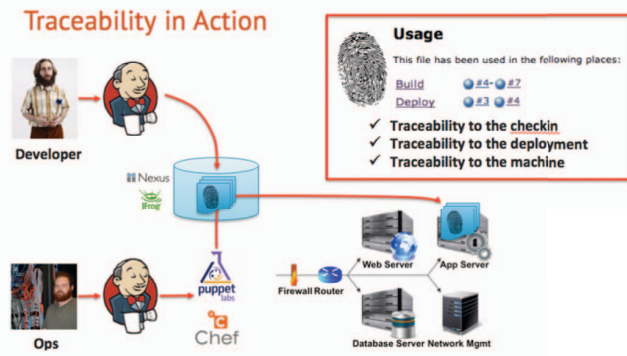 Traceability in Action
Usage
This file has been used in the following places:
Build #4-#7
Deploy #3 #4
✓ Traceability to the checkin
✓ Traceability to the deployment
✓ Traceability to the machine
Developer
Nexus
jFrog
Web Server
App Server
puppet
labs
Firewall Router
Chef
Ops
Database Server Network Mgmt